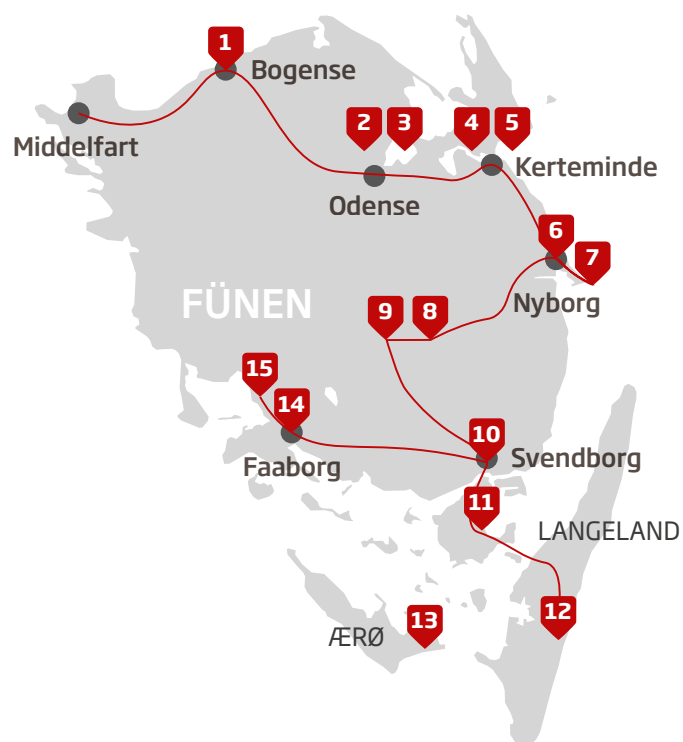 1
Bogense
Middelfart
2
3
4
5
Kerteminde
Odense
6
7
Nyborg
FÜNEN
9
8
15
14
Faaborg
10
Svendborg
11
LANGELAND
12
13
ÆRØ